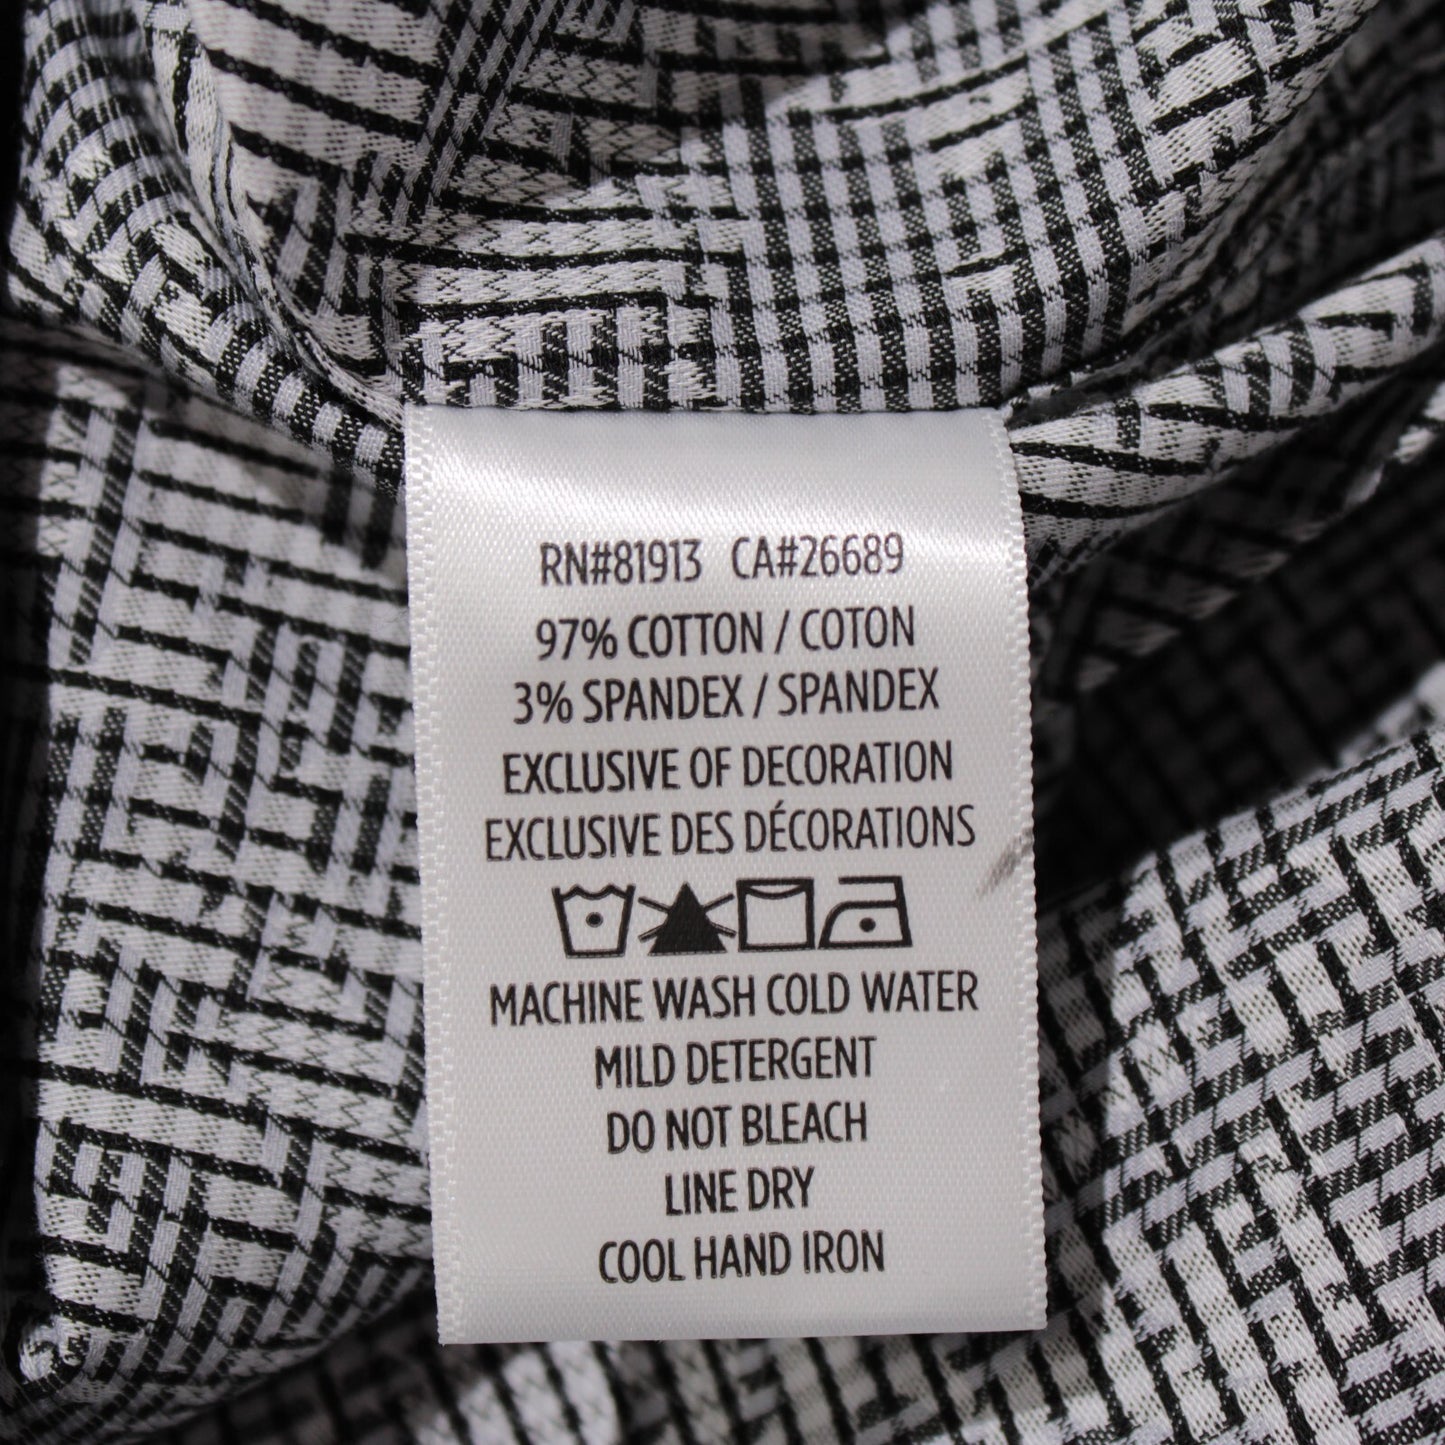 RN#81913 CA#26689
97% COTTON / COTON
3% SPANDEX / SPANDEX
EXCLUSIVE OF DECORATION
EXCLUSIVE DES DÉCORATIONS
MACHINE WASH COLD WATER
MILD DETERGENT
DO NOT BLEACH
LINE DRY
COOL HAND IRON